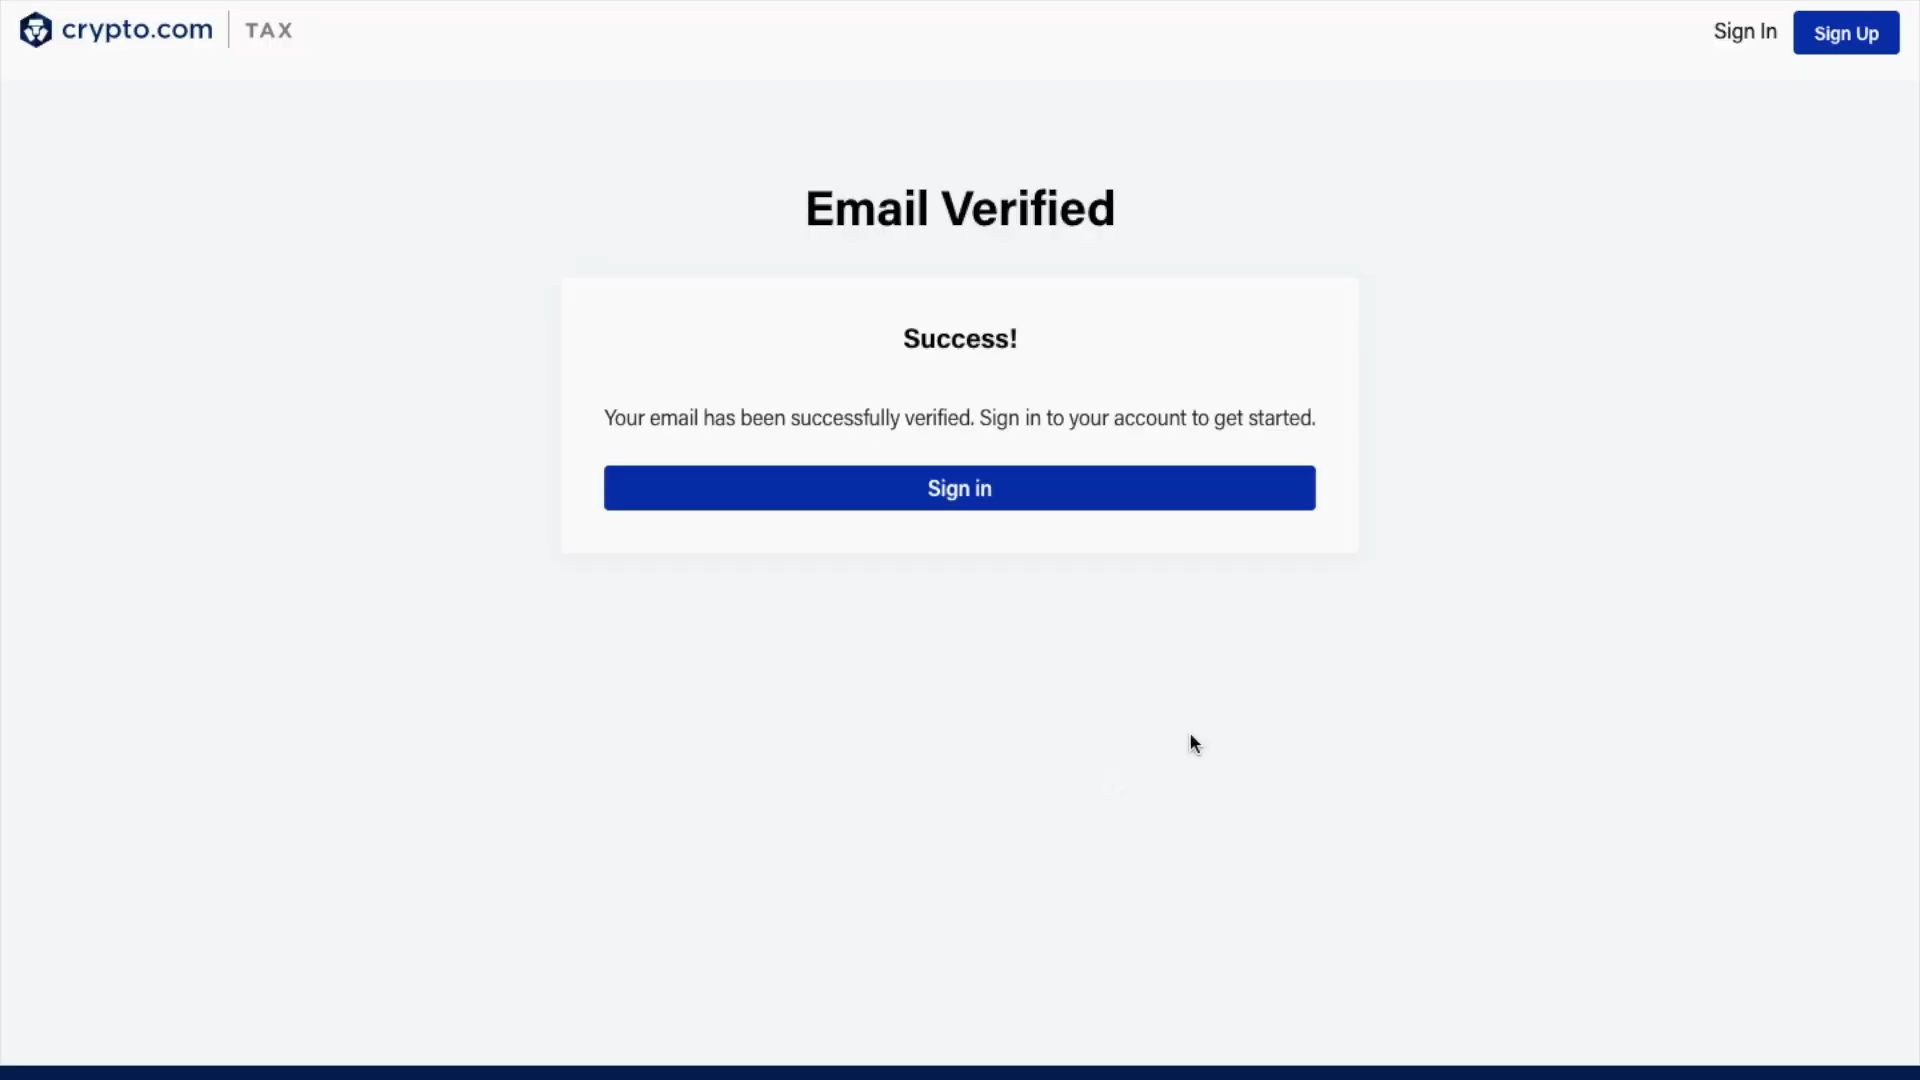 crypto.com TAX
Sign In
Sign Up
Email Verified
Success!
Your email has been successfully verified. Sign in to your account to get started.
Sign in